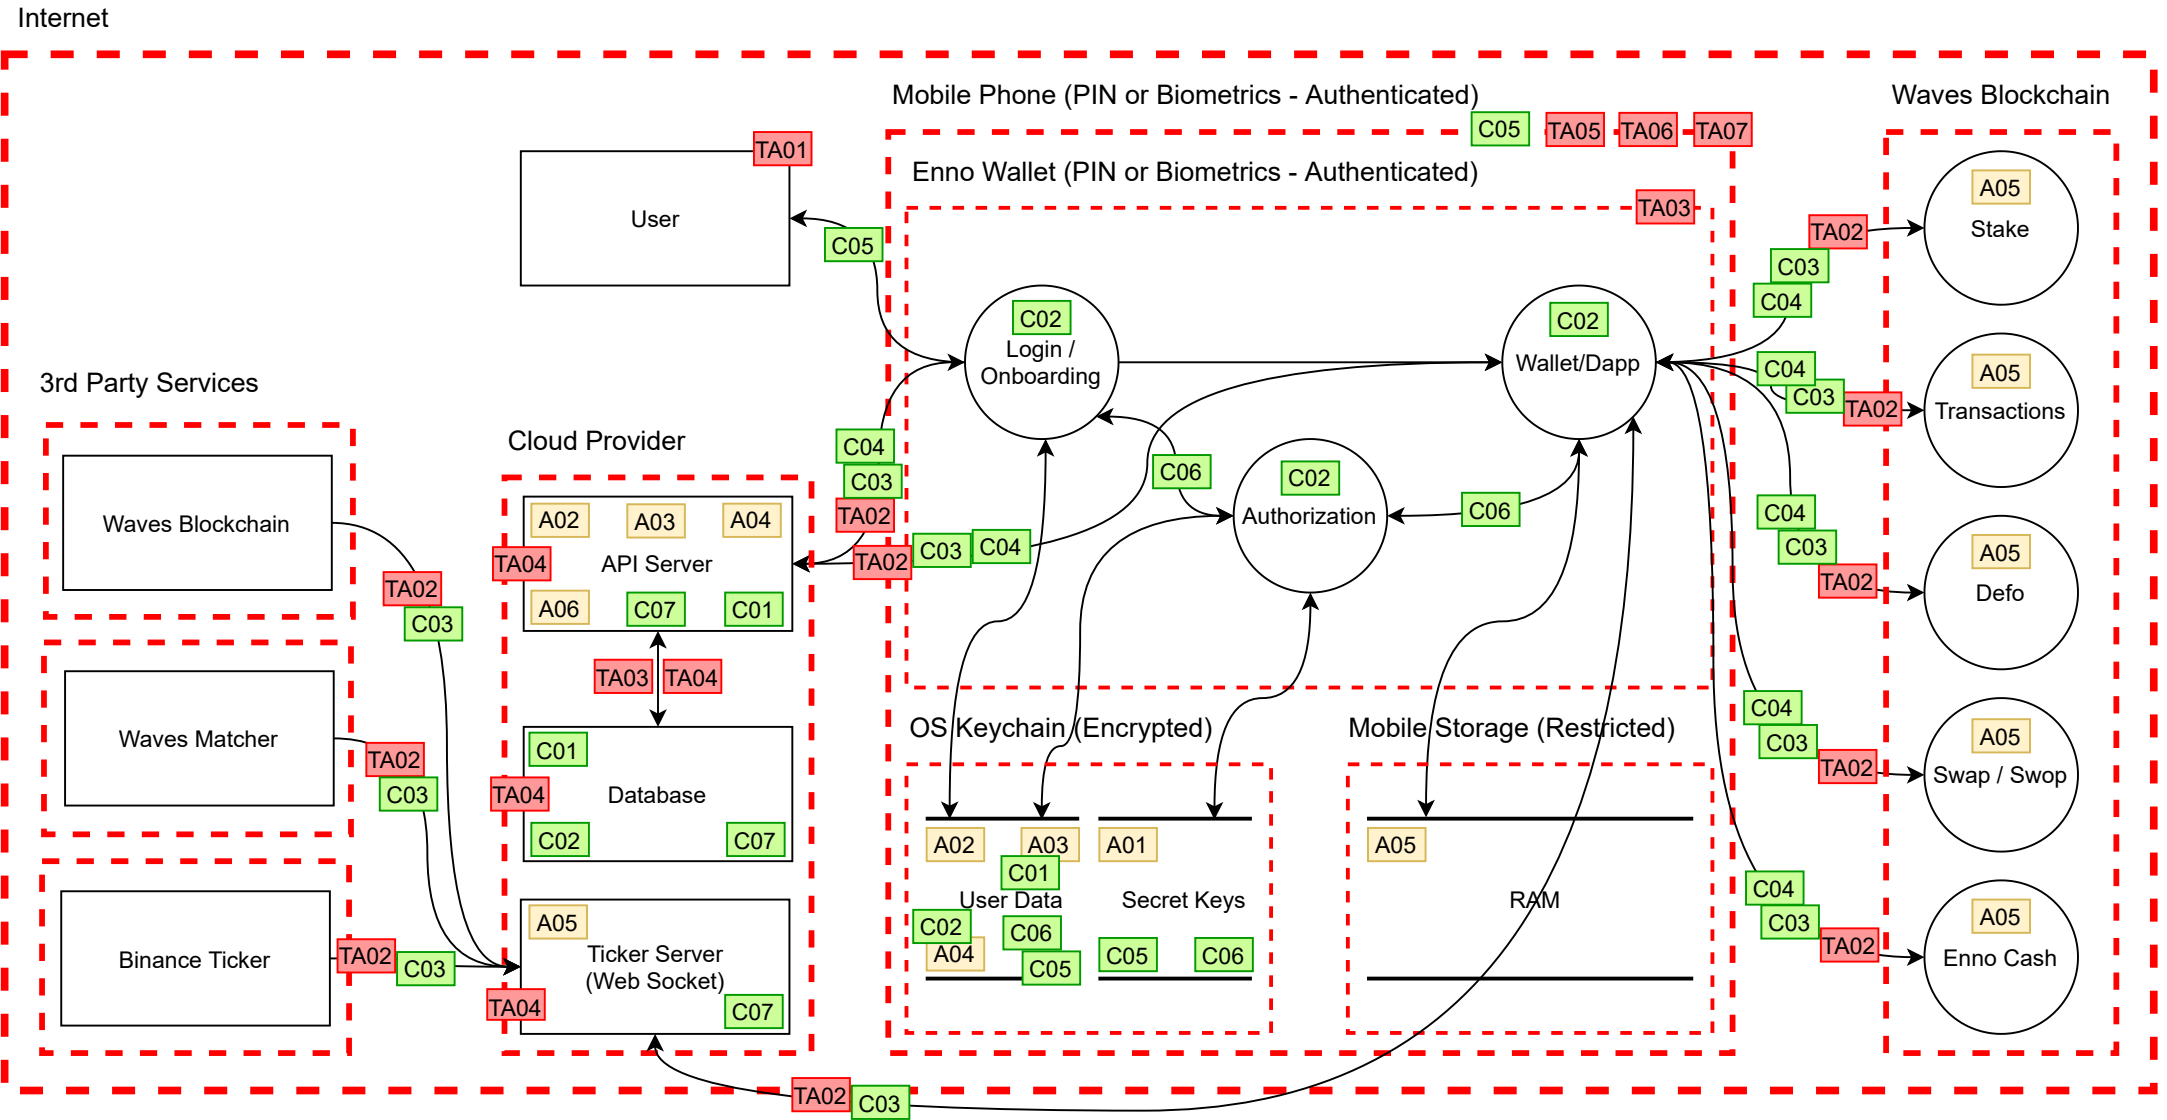 Internet
Mobile Phone (PIN or Biometrics - Authenticated)
C05
TA05
TA06
TA07
Waves Blockchain
TA01
User
C05
Enno Wallet (PIN or Biometrics - Authenticated)
TA03
C02
Login /
Onboarding
C02
Wallet/Dapp
C06
C02
Authorization
C06
TA02
C03
C04
C04
C03
TA02
C04
C03
TA02
C04
C03
TA02
C04
C03
TA02
A05
Stake
A05
Transactions
A05
Defo
A05
Swap / Swop
A05
Enno Cash
3rd Party Services
Waves Blockchain
TA02
C03
Waves Matcher
TA02
C03
Binance Ticker
TA02
C03
Cloud Provider
C04
C03
TA02
TA02
C03
C04
A02
A03
A04
TA04
API Server
A06
C07
C01
TA03
TA04
C01
TA04
Database
C02
C07
A05
Ticker Server
(Web Socket)
TA04
C07
TA02
C03
OS Keychain (Encrypted)
A02
A03
C01
User Data
C02
C06
A04
C05
A01
Secret Keys
C05
C06
Mobile Storage (Restricted)
A05
RAM